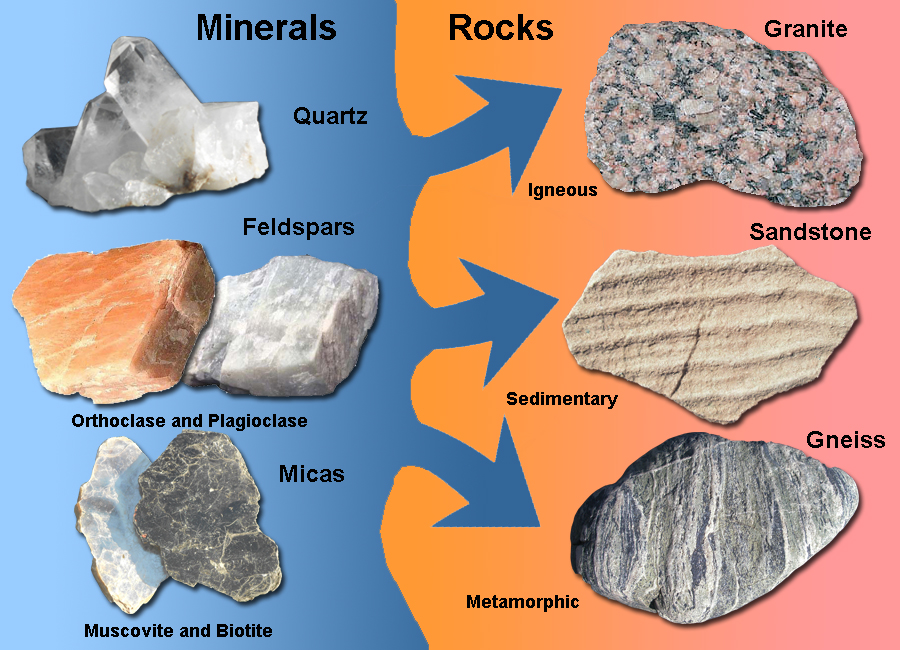 Minerals
Quartz
Feldspars
Orthoclase and Plagioclase
Micas
Muscovite and Biotite
Rocks
Granite
Igneous
Sandstone
Sedimentary
Gneiss
Metamorphic